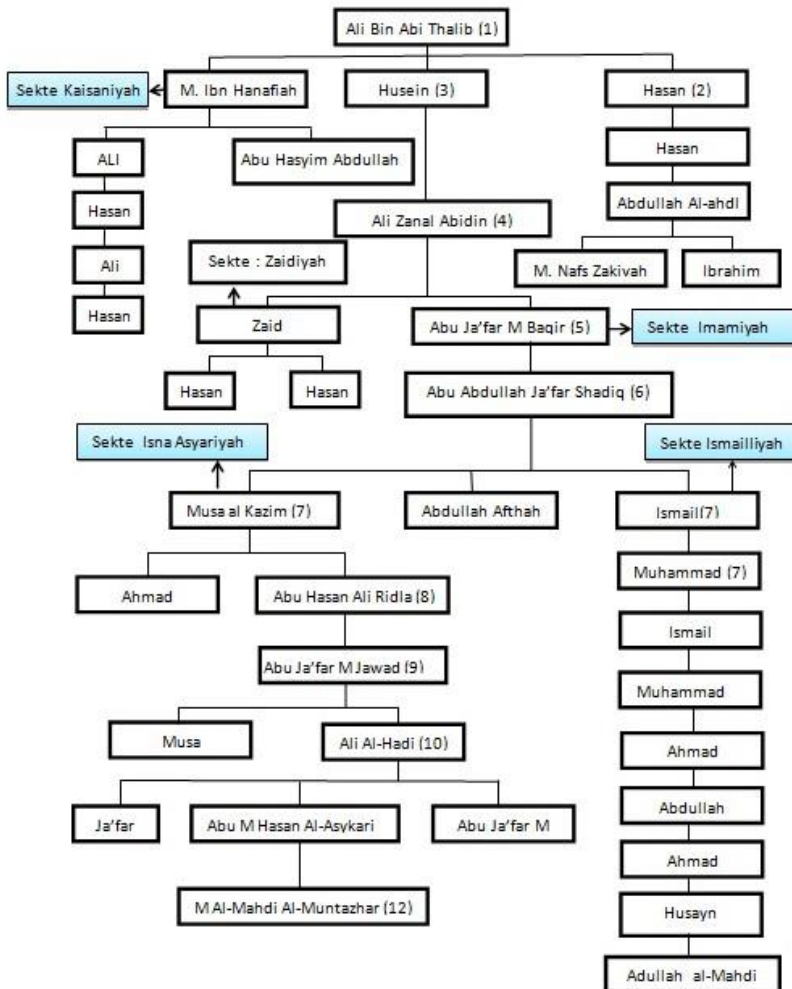 Ali Bin Abi Thalib (1)
Sekte Kaisaniyah
M. Ibn Hanafiah
Husein (3)
Hasan (2)
ALI
Abu Hasyim Abdullah
Hasan
Hasan
Abdullah Al-ahdl
Ali Zanal Abidin (4)
Ali
Sekte : Zaidiyah
M. Nafs Zakivah
Ibrahim
Hasan
Zaid
Abu Ja’far M Baqir (5)
Sekte Imamiyah
Hasan
Hasan
Abu Abdullah Ja’far Shadiq (6)
Sekte Isna Asyariyah
Sekte Ismailliyah
Musa al Kazim (7)
Abdullah Afthah
Ismail(7)
Ahmad
Abu Hasan Ali Ridla (8)
Muhammad (7)
Ismail
Abu Ja’far M Jawad (9)
Muhammad
Musa
Ali Al-Hadi (10)
Ahmad
Ja’far
Abu M Hasan Al-Asykari
Abu Ja’far M
Abdullah
Ahmad
M Al-Mahdi Al-Muntazhar (12)
Husayn
Adullah al-Mahdi